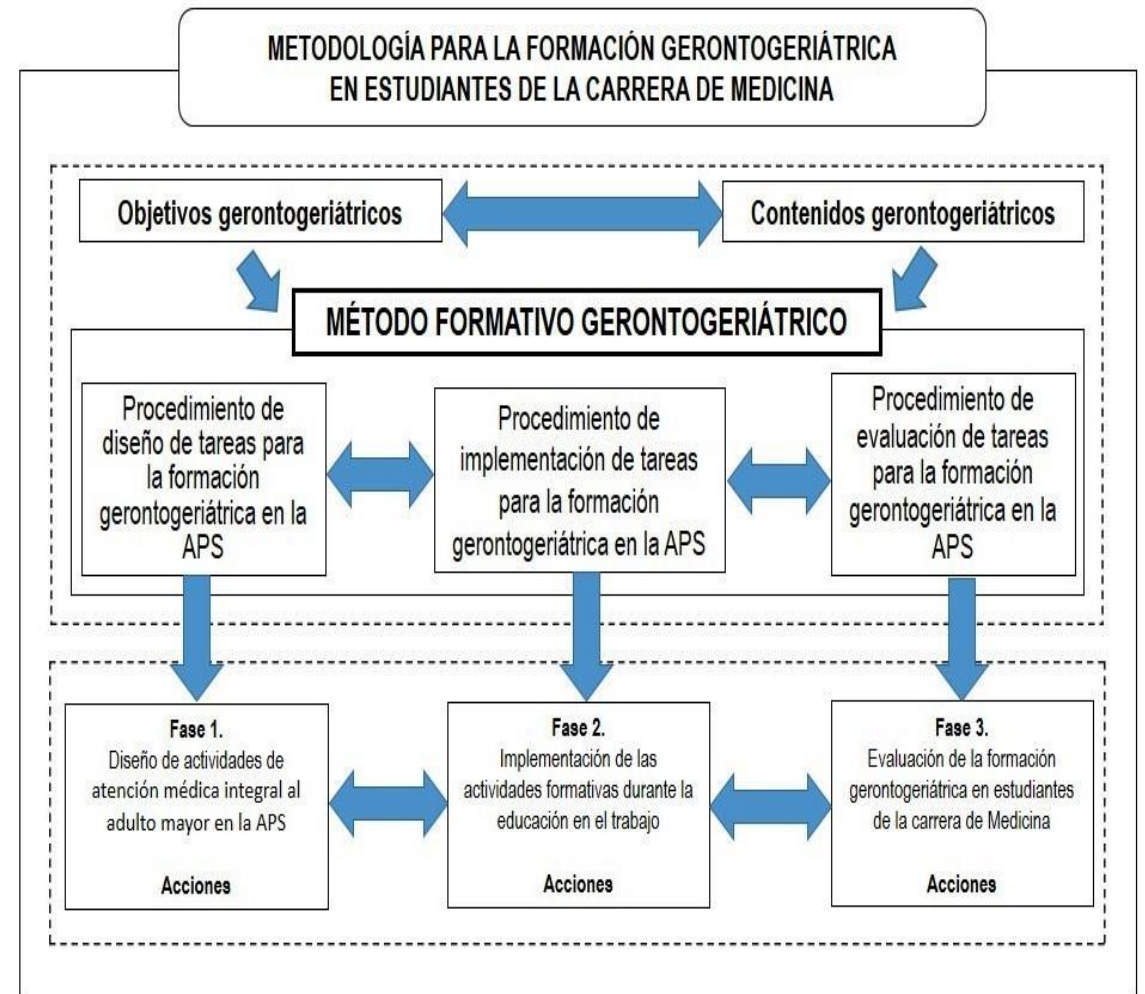 METODOLOGÍA PARA LA FORMACIÓN GERONTOGERIÁTRICA
EN ESTUDIANTES DE LA CARRERA DE MEDICINA
Objetivos gerontogeriátricos
Contenidos gerontogeriátricos
MÉTODO FORMATIVO GERONTOGERIÁTRICO
Procedimiento de
diseño de tareas para
la formación
gerontogeriátrica en la
APS
Procedimiento de
implementación de tareas
para la formación
gerontogeriátrica en la APS
Procedimiento de
evaluación de tareas
para la formación
gerontogeriátrica en la
APS
Fase 1.
Diseño de actividades de
atención médica integral al
adulto mayor en la APS
Acciones
Fase 2.
Implementación de las
actividades formativas durante la
educación en el trabajo
Acciones
Fase 3.
Evaluación de la formación
gerontogeriátrica en estudiantes
de la carrera de Medicina
Acciones